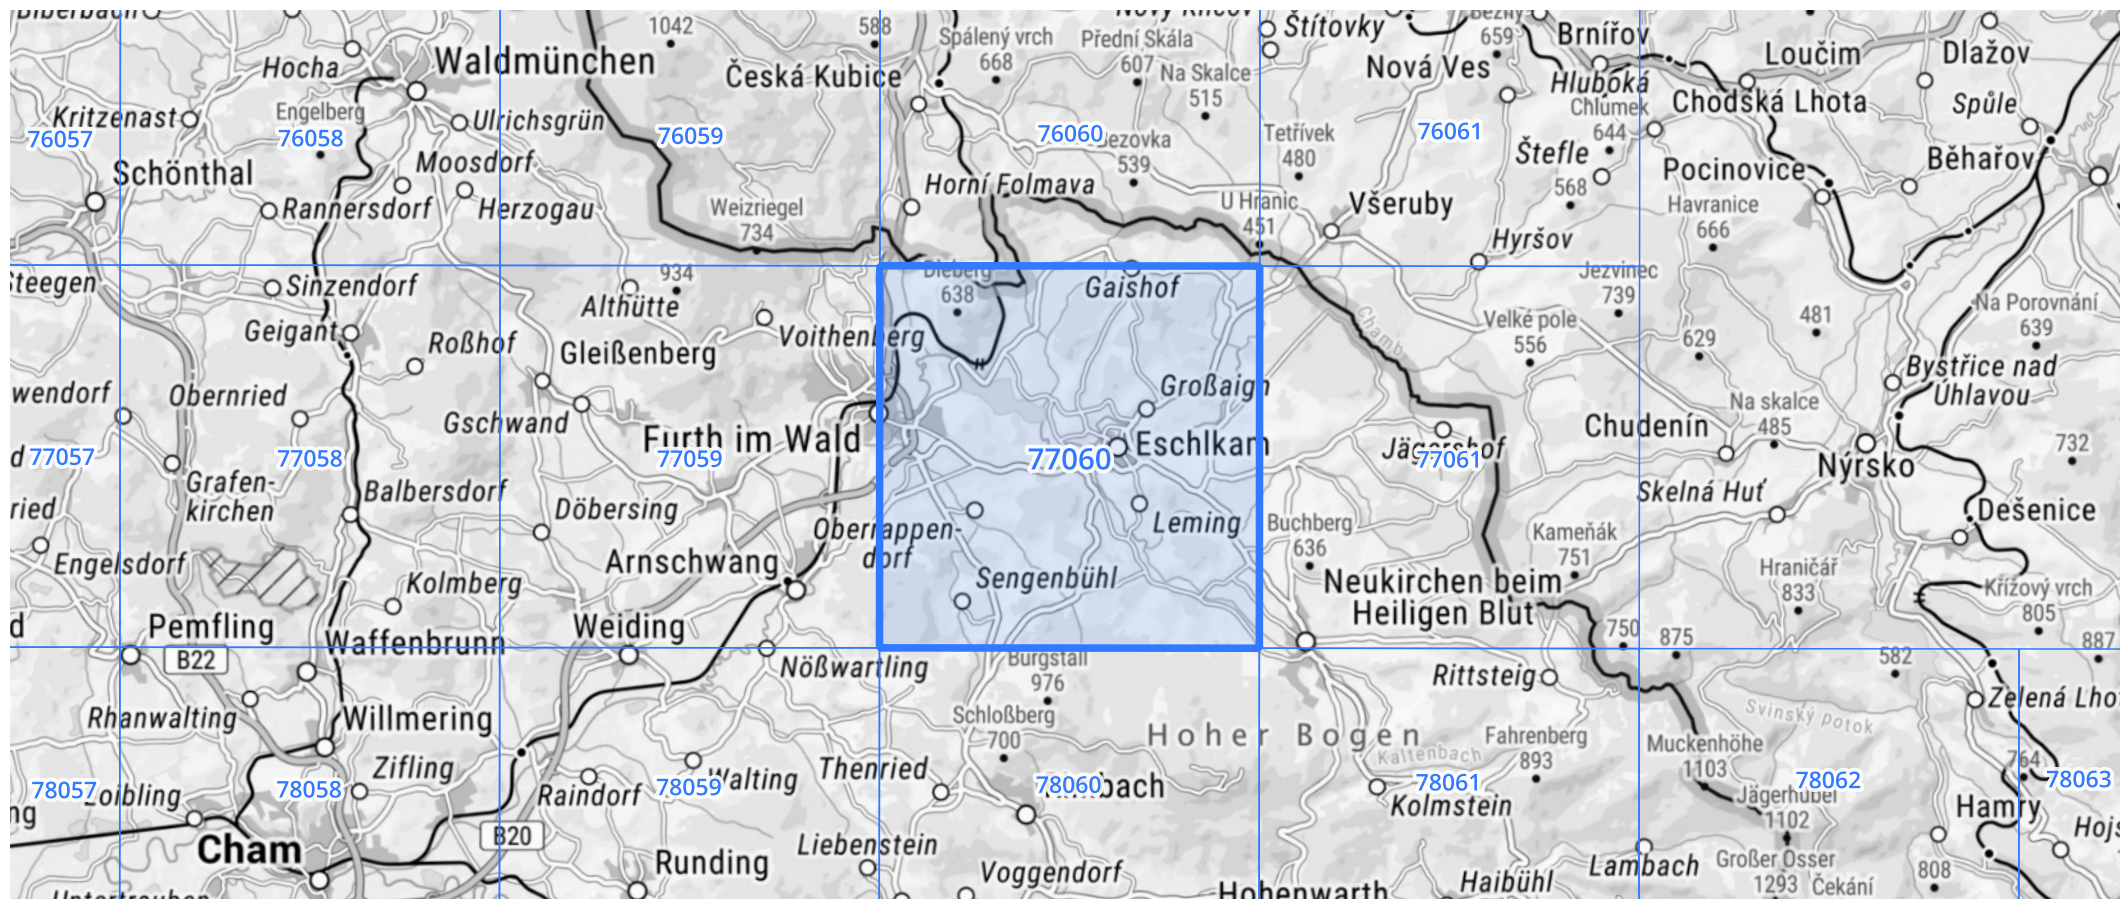 1042
588
Spálený vrch
668
Přední Skála
607
Na Skalce
515
Štítovky
659
Brnířov
Loučim
Dlažov
Hocha
Waldmünchen
Česká Kubice
Nová Ves
Hluboká
Chlumek
644
Chodská Lhota
Spůle
Kritzenast
Engelberg
Ulrichsgrün
76057
76058
76059
76060
76061
539
Tetřívek
480
Štefle
568
Běhařov
Schönthal
Moosdorf
Horní Folmava
Pocinovice
Rannersdorf
Herzogau
Weizriegel
734
U Hranic
451
Všeruby
Havranice
666
Hyršov
Sinzendorf
934
Althütte
638
Gaishof
Jezvinec
739
Na Porovnání
639
Geigant
Roßhof
Gleißenberg
Voithenberg
Chamb
Velké pole
556
629
481
Bystřice nad
Úhlavou
Obernried
Gschwand
Großaign
Na skalce
485
Furth im Wald
Eschlkam
Jägershof
Chudenín
Nýrsko
732
77057
77058
77059
77060
77061
Grafen-
kirchen
Balbersdorf
Döbersing
Oberrappen-
dorf
Leming
Buchberg
636
Skelná Huť
Dešenice
Engelsdorf
Kolmberg
Arnschwang
Sengenbühl
Kameňák
751
Hraničář
833
Křížový vrch
805
Neukirchen beim
Heiligen Blut
Pemfling
Waffenbrunn
Weiding
750
875
887
582
B22
Nößwartling
Burgstall
976
Rittsteig
Rhanwalting
Willmering
Schloßberg
700
Hoher Bogen
Kaltenbach
Fahrenberg
893
Svinský potok
Muckenhöhe
1103
764
Zifling
Walting
Thenried
78057
78058
78059
78060
78061
78062
78063
Loibling
Raindorf
Kolmstein
Jägerhübel
1102
Hamry
Cham
B20
Runding
Liebenstein
Voggendorf
Hohenwarth
Haibühl
Lambach
Großer Osser
1293
Čekání
808